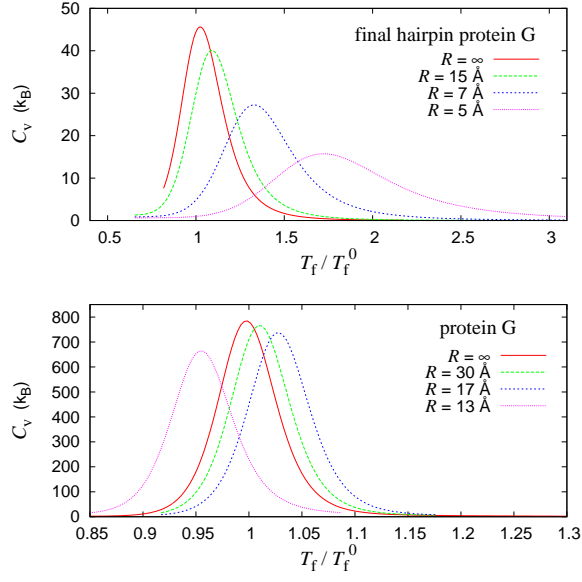 final hairpin protein G
R = ∞
R = 15 Å
R = 7 Å
R = 5 Å
50
40
30
20
10
0
C_v (k_B)
0.5 1 1.5 2 2.5 3
T_f / T_f^0
protein G
R = ∞
R = 30 Å
R = 17 Å
R = 13 Å
800
700
600
500
400
300
200
100
0
C_v (k_B)
0.85 0.9 0.95 1 1.05 1.1 1.15 1.2 1.25 1.3
T_f / T_f^0